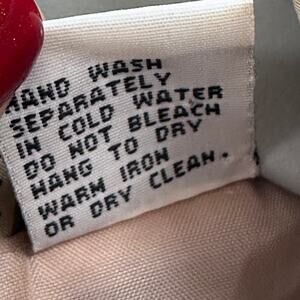 HAND WASH
SEPARATELY
IN COLD WATER
DO NOT BLEACH
HANG TO DRY
WARM IRON
OR DRY CLEAN.